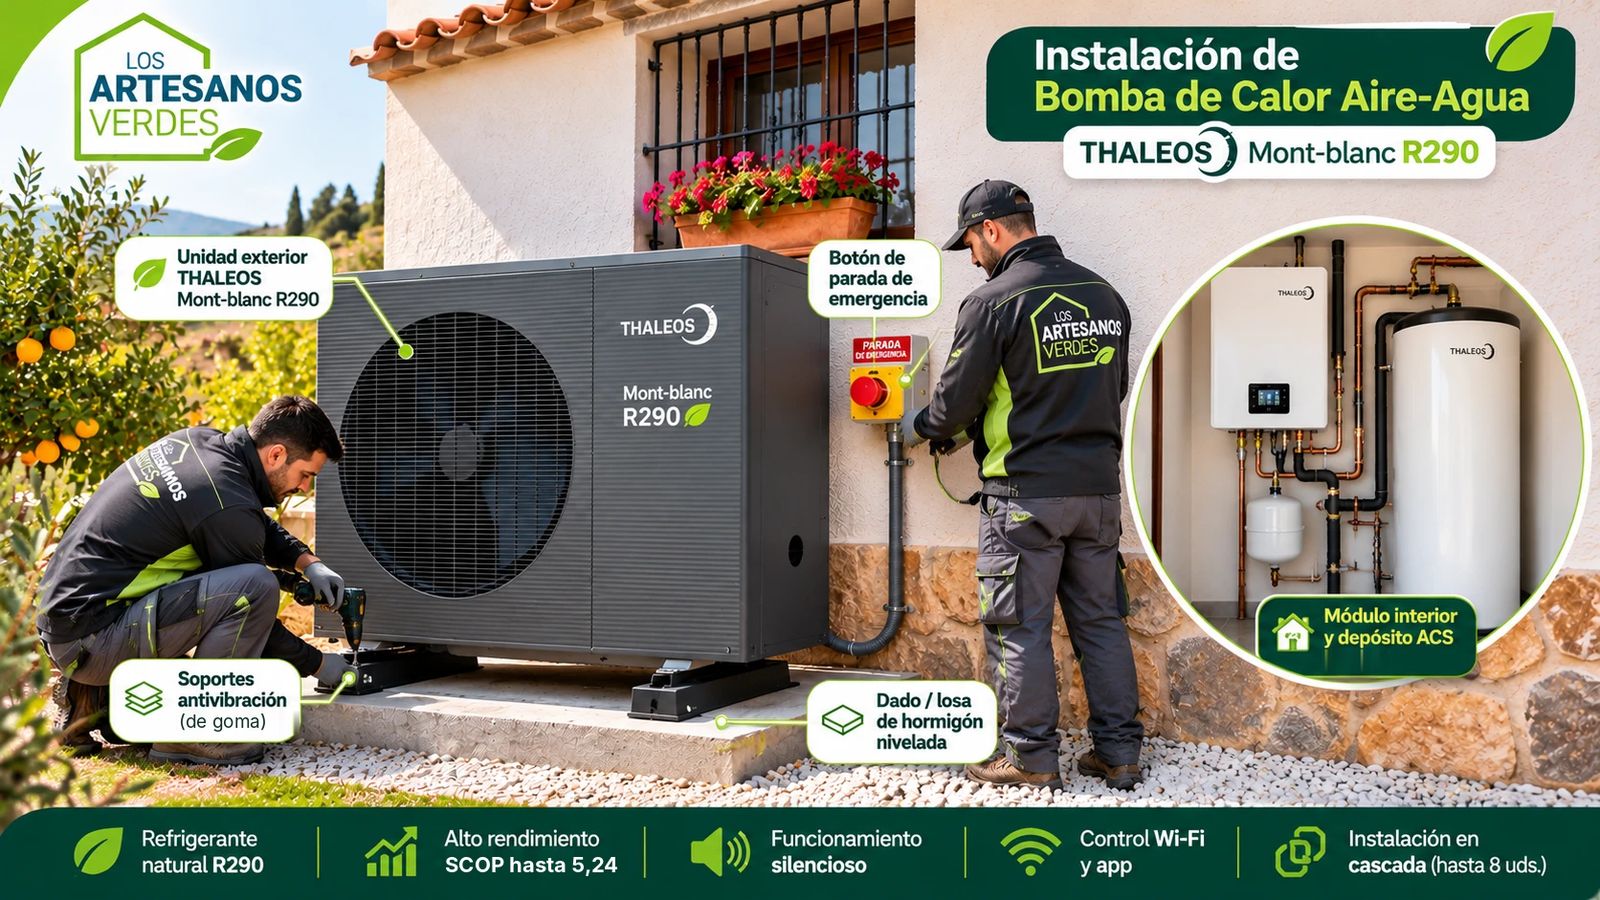 LOS
ARTESANOS
VERDES
Instalación de
Bomba de Calor Aire-Agua
THALEOS Mont-blanc R290
Unidad exterior
THALEOS
Mont-blanc R290
Botón de
parada de
emergencia
PARADA
DE EMERGENCIA
THALEOS
Mont-blanc
R290
LOS
ARTESANOS
VERDES
THALEOS
THALEOS
Módulo interior
y depósito ACS
Soportes
antivibración
(de goma)
Dado / losa
de hormigón
nivelada
Refrigerante
natural R290
Alto rendimiento
SCOP hasta 5,24
Funcionamiento
silencioso
Control Wi-Fi
y app
Instalación en
cascada (hasta 8 uds.)